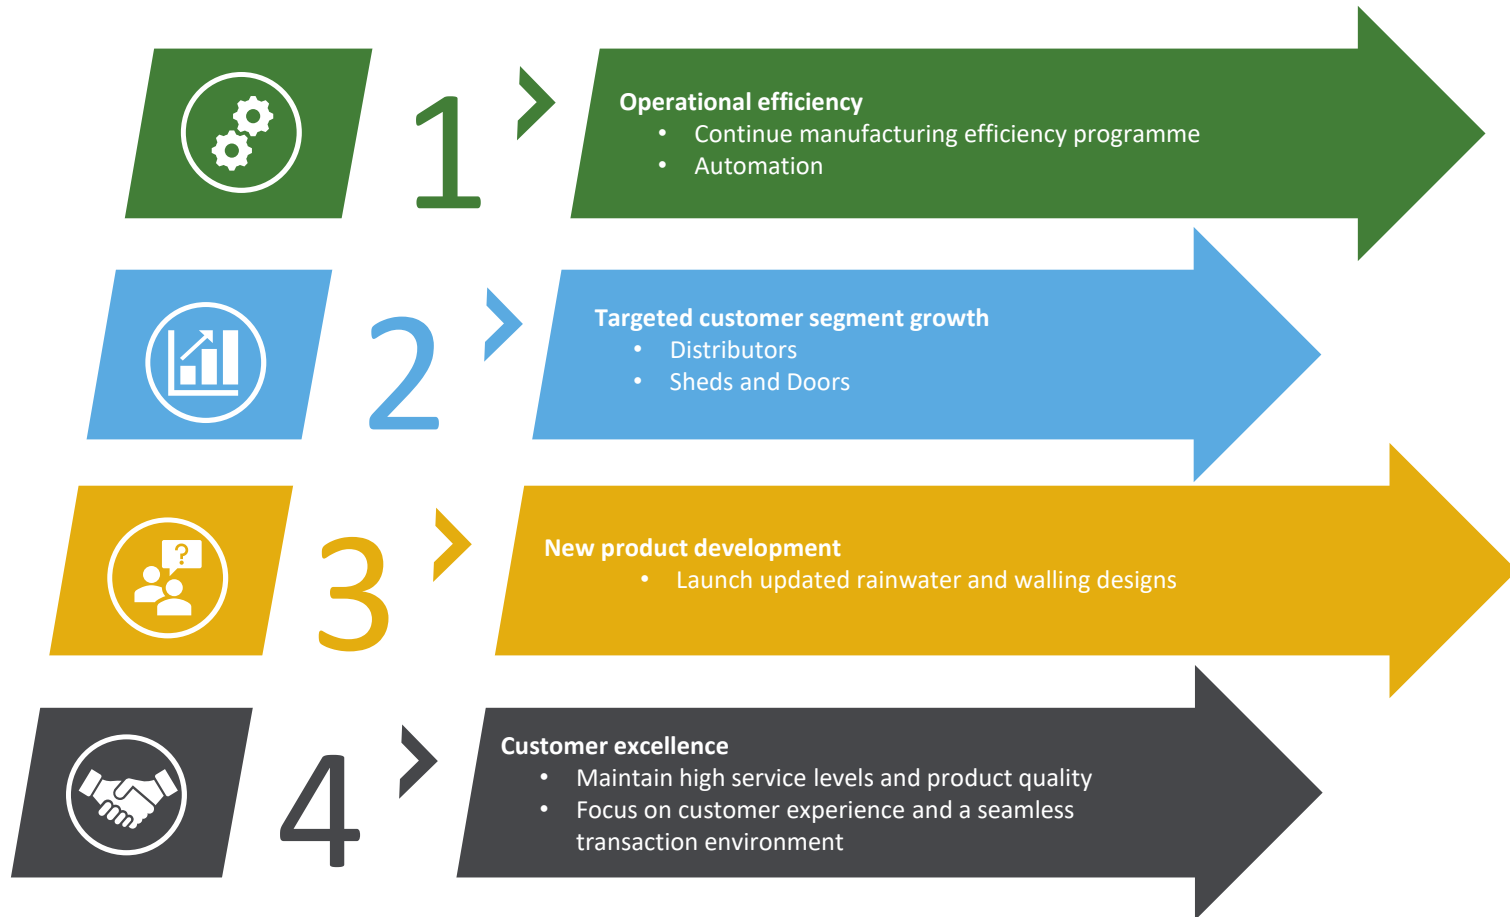 1
Operational efficiency
• Continue manufacturing efficiency programme
• Automation
2
Targeted customer segment growth
• Distributors
• Sheds and Doors
?
3
New product development
• Launch updated rainwater and walling designs
4
Customer excellence
• Maintain high service levels and product quality
• Focus on customer experience and a seamless
transaction environment